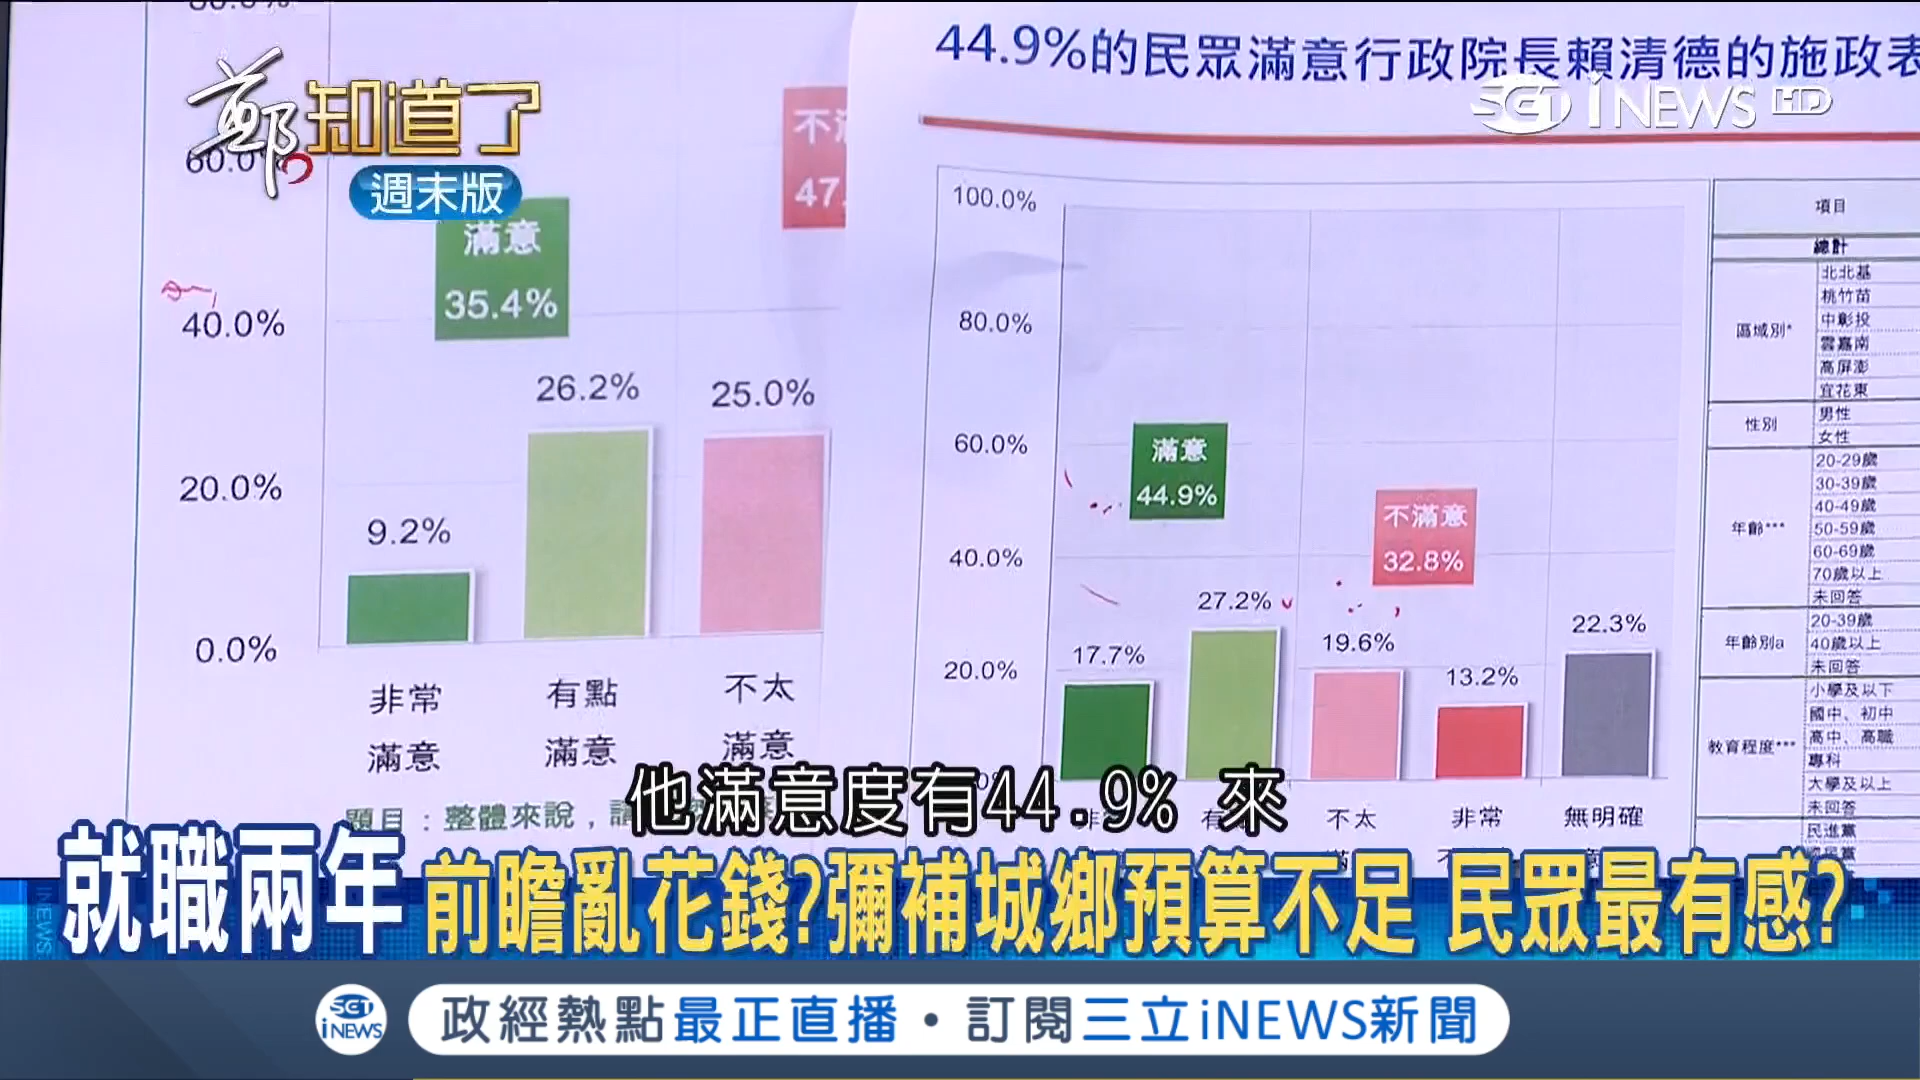 鄭知道了
週末版
SET iNEWS HD
60.0%
40.0%
20.0%
0.0%
滿意
35.4%
47.
9.2%
26.2%
25.0%
非常
滿意
有點
滿意
不太
滿意
題目：整體來說，
44.9%的民眾滿意行政院長賴清德的施政表
100.0%
80.0%
60.0%
40.0%
20.0%
滿意
44.9%
不滿意
32.8%
17.7%
27.2%
19.6%
13.2%
22.3%
非常
不太
非常
無明確
項目
總計
區域別*
北北基
桃竹苗
中彰投
雲嘉南
高屏澎
宜花東
性別
男性
女性
年齡***
20-29歲
30-39歲
40-49歲
50-59歲
60-69歲
70歲以上
未回答
年齡別a
20-39歲
40歲以上
未回答
教育程度***
小學及以下
國中、初中
高中、高職
專科
大學及以上
未回答
民進黨
他滿意度有44.9% 來
就職兩年 前瞻亂花錢?彌補城鄉預算不足 民眾最有感?
iNEWS
SET iNEWS
政經熱點最正直播・訂閱三立iNEWS新聞